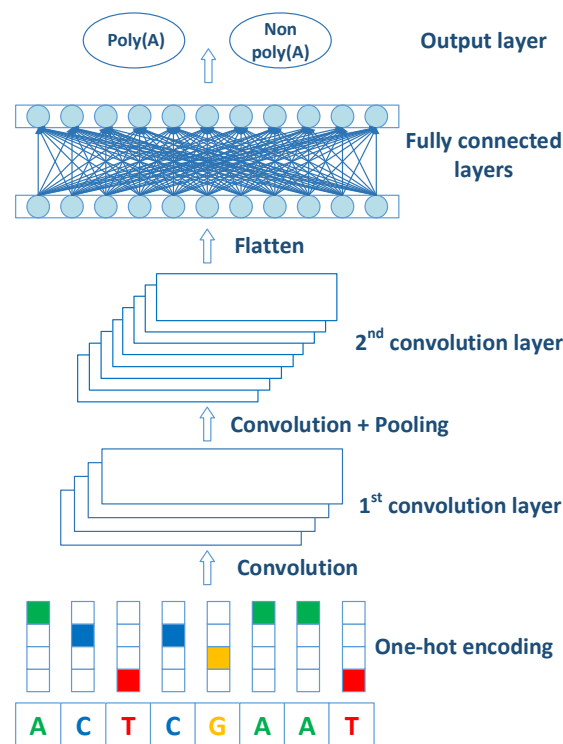 Poly(A)
Non
poly(A)
Output layer
Fully connected
layers
Flatten
2nd convolution layer
Convolution + Pooling
1st convolution layer
Convolution
One-hot encoding
A C T C G A A T